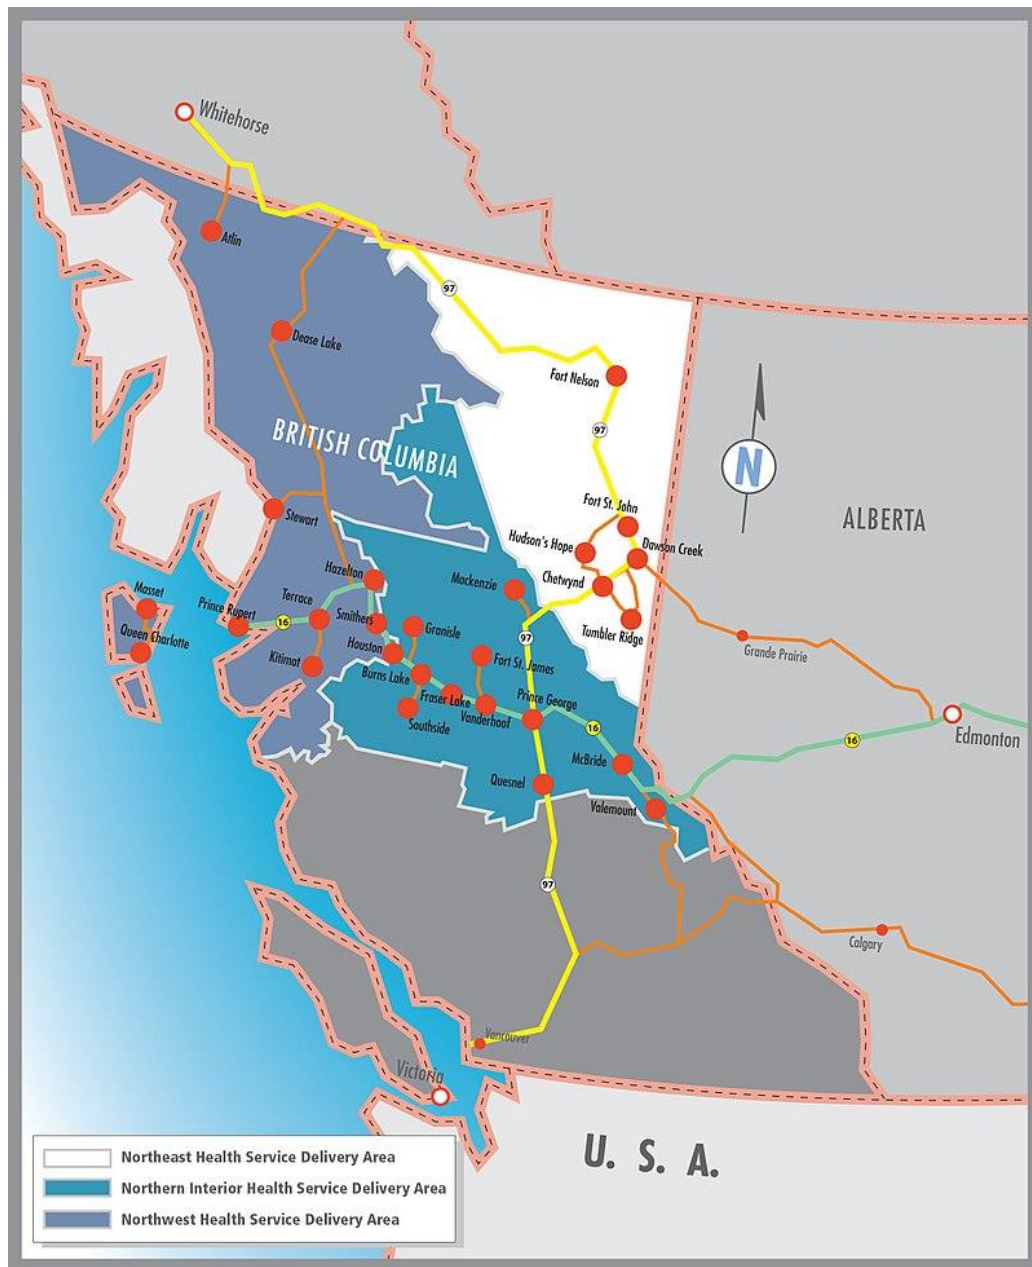 Whitehorse
Atlin
97
Dease Lake
Fort Nelson
97
BRITISH COLUMBIA
N
ALBERTA
Stewart
Fort St. John
Hudson's Hope
Dawson Creek
Chetwynd
Tumbler Ridge
Hazelton
Mackenzie
Masset
Prince Rupert
16
Terrace
Smithers
Granisle
97
Queen Charlotte
Kitimat
Houston
Fort St. James
Grande Prairie
Burns Lake
Fraser Lake
Vanderhoof
Prince George
Southside
16
16
Edmonton
McBride
Quesnel
Valemount
97
Calgary
Vancouver
Victoria
U. S. A.
Northeast Health Service Delivery Area
Northern Interior Health Service Delivery Area
Northwest Health Service Delivery Area